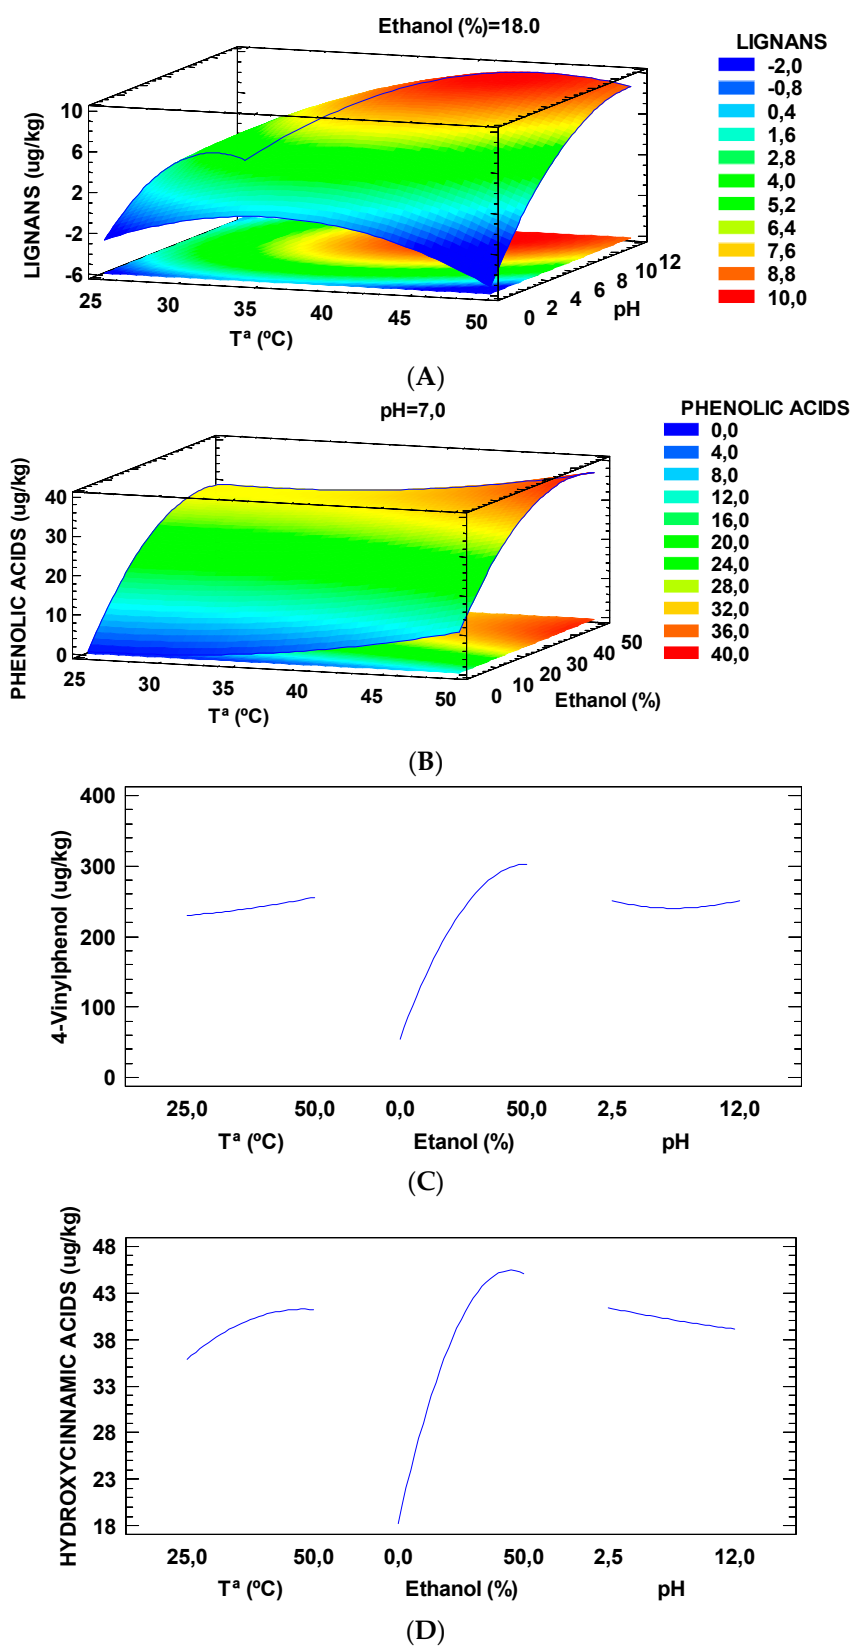 Ethanol (%)=18.0
LIGNANS
-2,0
-0,8
0,4
1,6
2,8
4,0
5,2
6,4
7,6
8,8
10,0
LIGNANS (ug/kg)
10
6
2
-2
-6
25 30 35 40 45 50
Tª (ºC)
0 2 4 6 8 10 12
pH
(A)
pH=7,0
PHENOLIC ACIDS
0,0
4,0
8,0
12,0
16,0
20,0
24,0
28,0
32,0
36,0
40,0
PHENOLIC ACIDS (ug/kg)
40
30
20
10
0
25 30 35 40 45 50
Tª (ºC)
0 10 20 30 40 50
Ethanol (%)
(B)
4-Vinylphenol (ug/kg)
400
300
200
100
0
25,0 50,0 0,0 50,0 2,5 12,0
Tª (ºC) Etanol (%) pH
(C)
HYDROXYCINNAMIC ACIDS (ug/kg)
48
43
38
33
28
23
18
25,0 50,0 0,0 50,0 2,5 12,0
Tª (ºC) Ethanol (%) pH
(D)